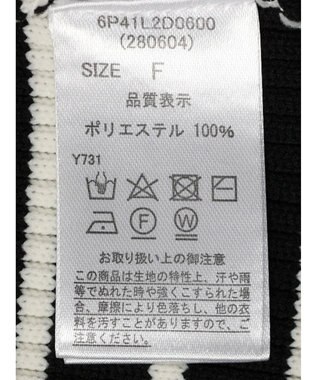 6P41L2D0600
(280604)
SIZE F
品質表示
ポリエステル 100%
Y731
F
W
お取り扱い上の御注意
この商品は生地の特性上、汗や雨
等でぬれた時や強くこすられた場
合、摩擦により色落ちし、他の衣
料を汚すことがありますので、ご
注意ください。